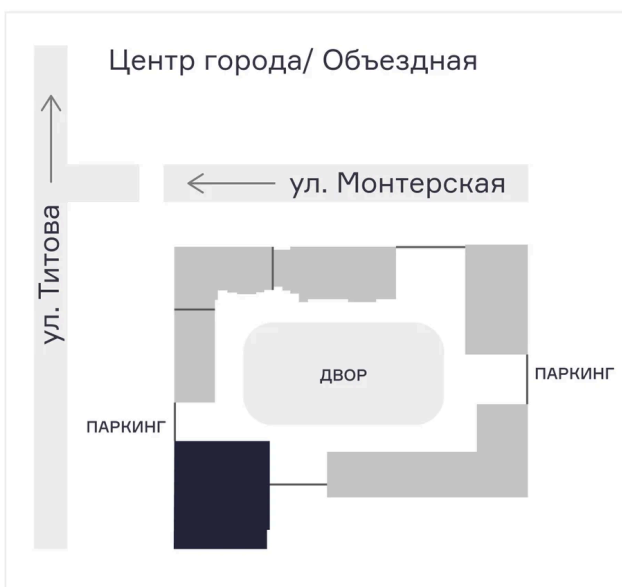 Центр города/ Объездная
ул. Монтерская
ул. Титова
ДВОР
ПАРКИНГ
ПАРКИНГ